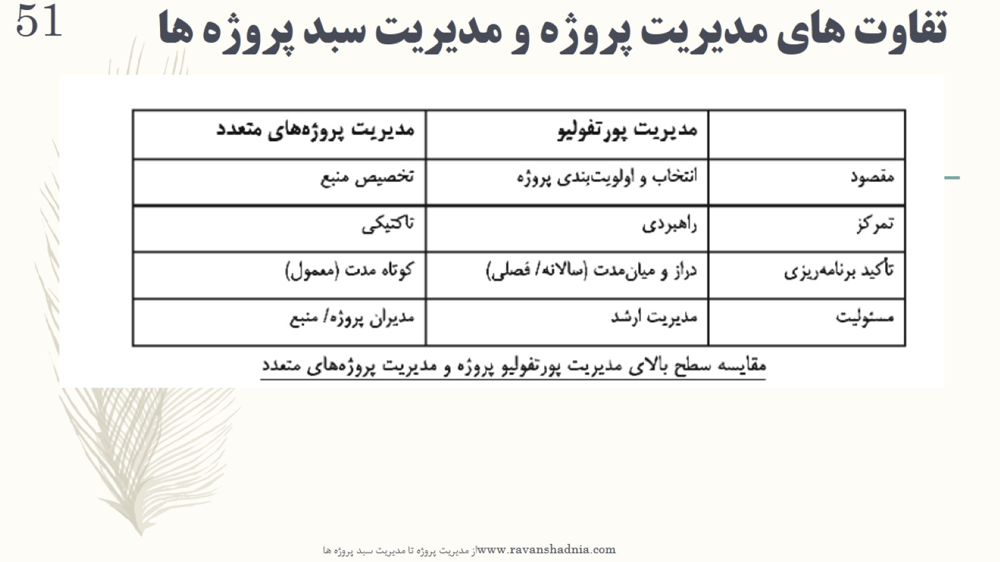 51
تفاوت های مدیریت پروژه و مدیریت سبد پروژه ها
مدیریت پورتفولیو	مدیریت پروژه‌های متعدد
مقصود	انتخاب و اولویت‌بندی پروژه	تخصیص منبع
تمرکز	راهبردی	تاکتیکی
تأکید برنامه‌ریزی	دراز و میان‌مدت (سالانه/ فصلی)	کوتاه مدت (معمول)
مسئولیت	مدیریت ارشد	مدیران پروژه/ منبع
مقایسه سطح بالای مدیریت پورتفولیو پروژه و مدیریت پروژه‌های متعدد
www.ravanshadnia.comاز مدیریت پروژه تا مدیریت سبد پروژه ها